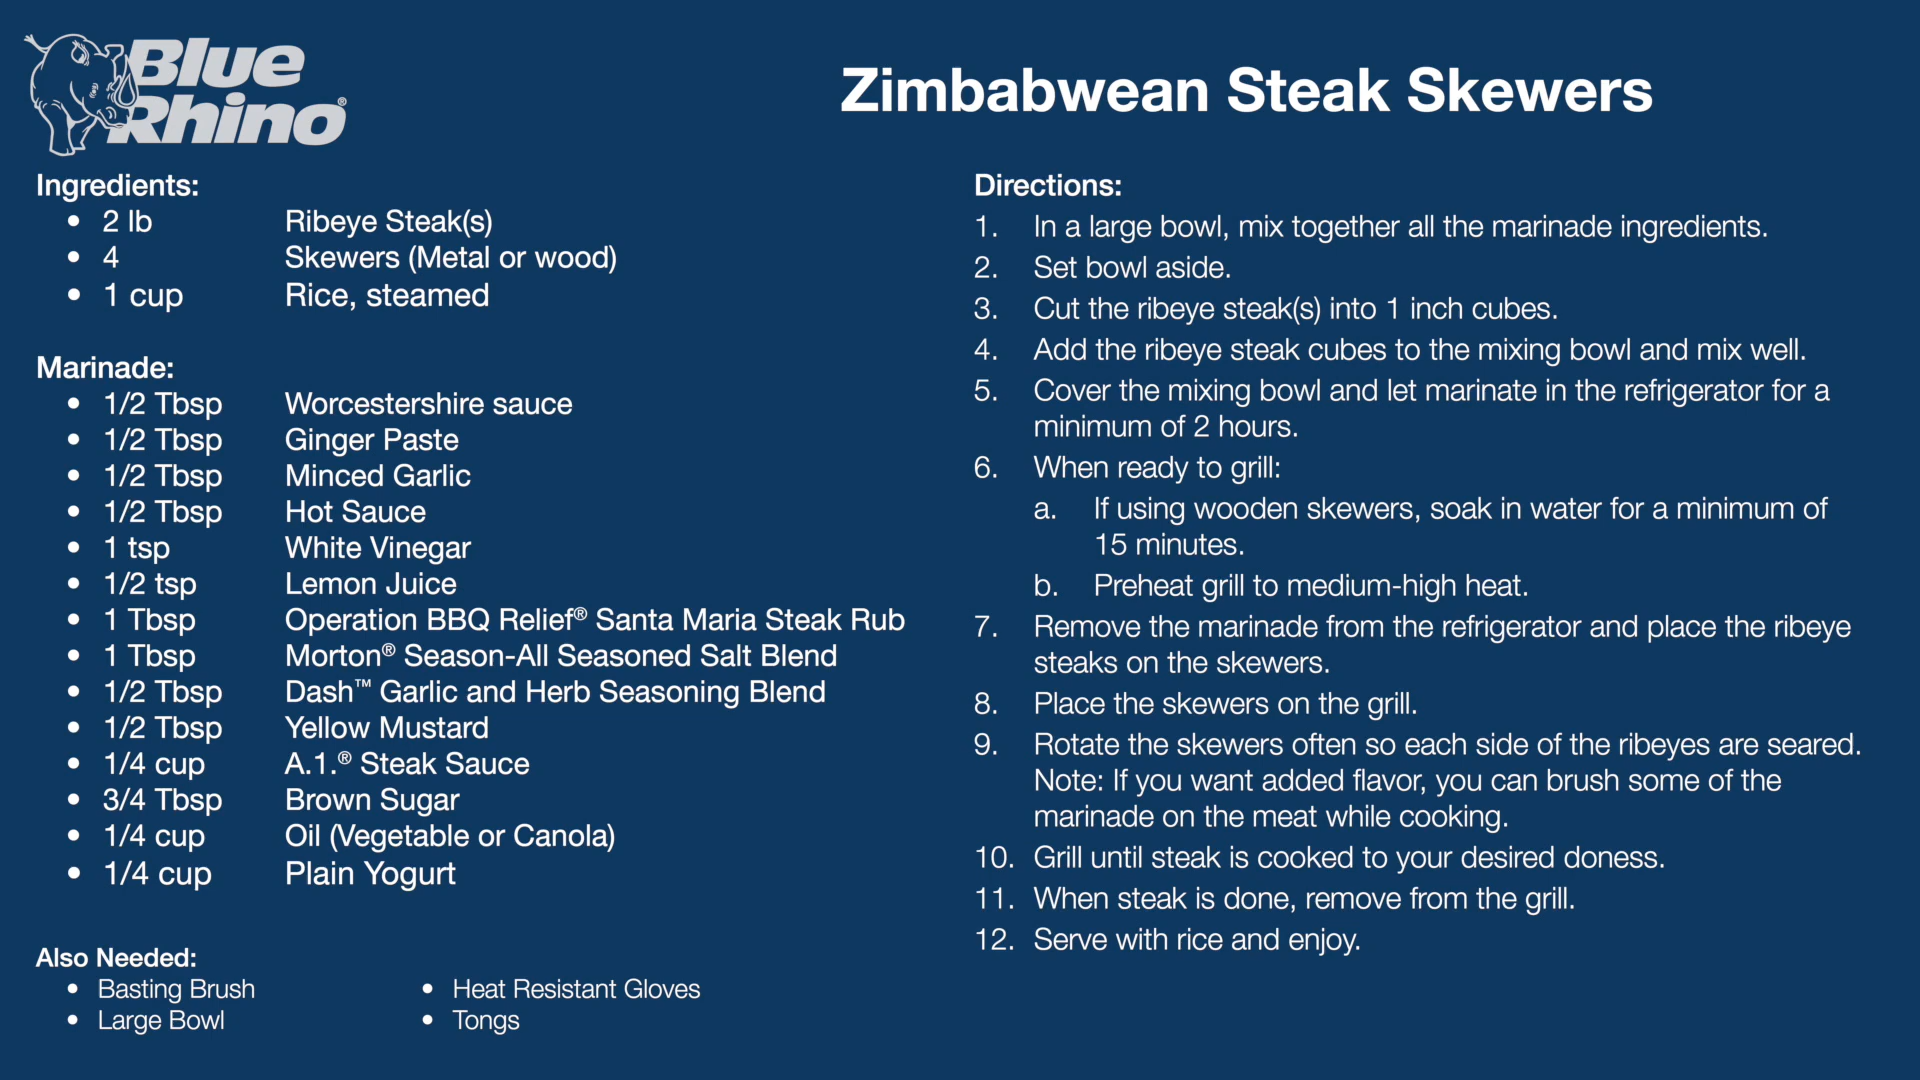 Blue
Rhino®
Zimbabwean Steak Skewers
Ingredients:
• 2 lb Ribeye Steak(s)
• 4 Skewers (Metal or wood)
• 1 cup Rice, steamed
Marinade:
• 1/2 Tbsp Worcestershire sauce
• 1/2 Tbsp Ginger Paste
• 1/2 Tbsp Minced Garlic
• 1/2 Tbsp Hot Sauce
• 1 tsp White Vinegar
• 1/2 tsp Lemon Juice
• 1 Tbsp Operation BBQ Relief® Santa Maria Steak Rub
• 1 Tbsp Morton® Season-All Seasoned Salt Blend
• 1/2 Tbsp Dash™ Garlic and Herb Seasoning Blend
• 1/2 Tbsp Yellow Mustard
• 1/4 cup A.1.® Steak Sauce
• 3/4 Tbsp Brown Sugar
• 1/4 cup Oil (Vegetable or Canola)
• 1/4 cup Plain Yogurt
Also Needed:
• Basting Brush
• Large Bowl
• Heat Resistant Gloves
• Tongs
Directions:
1. In a large bowl, mix together all the marinade ingredients.
2. Set bowl aside.
3. Cut the ribeye steak(s) into 1 inch cubes.
4. Add the ribeye steak cubes to the mixing bowl and mix well.
5. Cover the mixing bowl and let marinate in the refrigerator for a
minimum of 2 hours.
6. When ready to grill:
a. If using wooden skewers, soak in water for a minimum of
15 minutes.
b. Preheat grill to medium-high heat.
7. Remove the marinade from the refrigerator and place the ribeye
steaks on the skewers.
8. Place the skewers on the grill.
9. Rotate the skewers often so each side of the ribeyes are seared.
Note: If you want added flavor, you can brush some of the
marinade on the meat while cooking.
10. Grill until steak is cooked to your desired doness.
11. When steak is done, remove from the grill.
12. Serve with rice and enjoy.